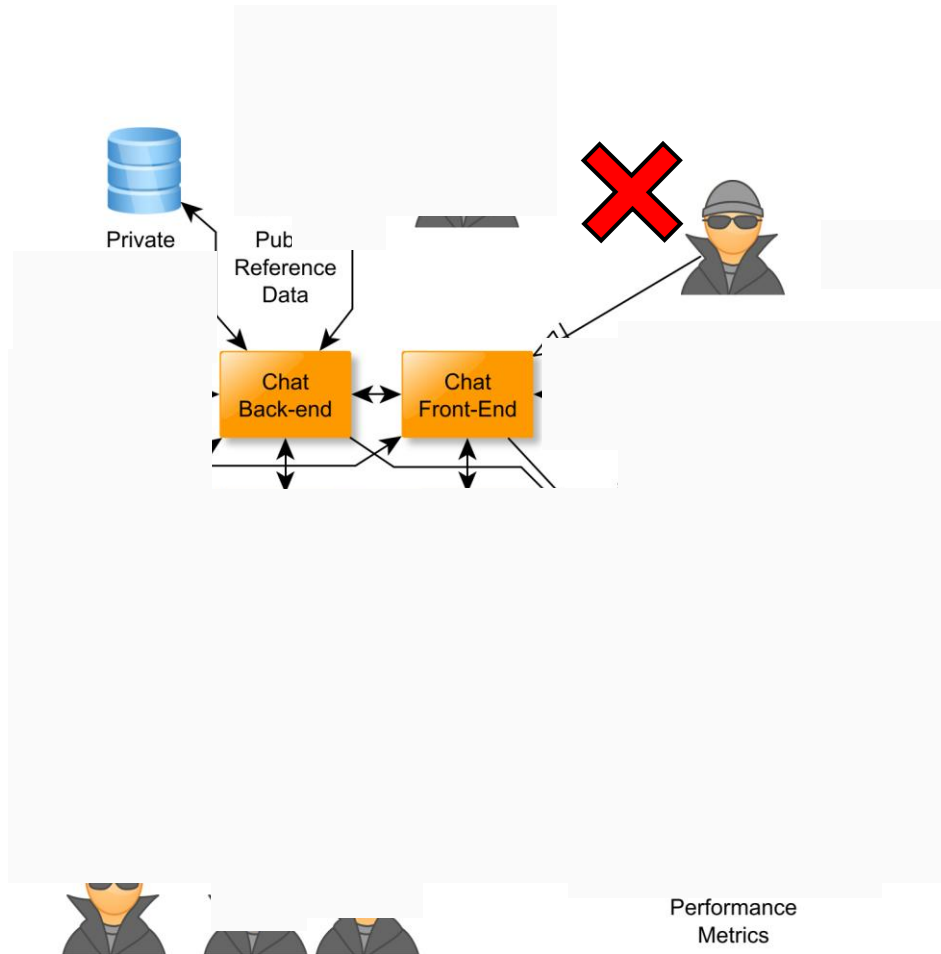 Private
Pub
Reference
Data
Chat
Back-end
Chat
Front-End
Performance
Metrics